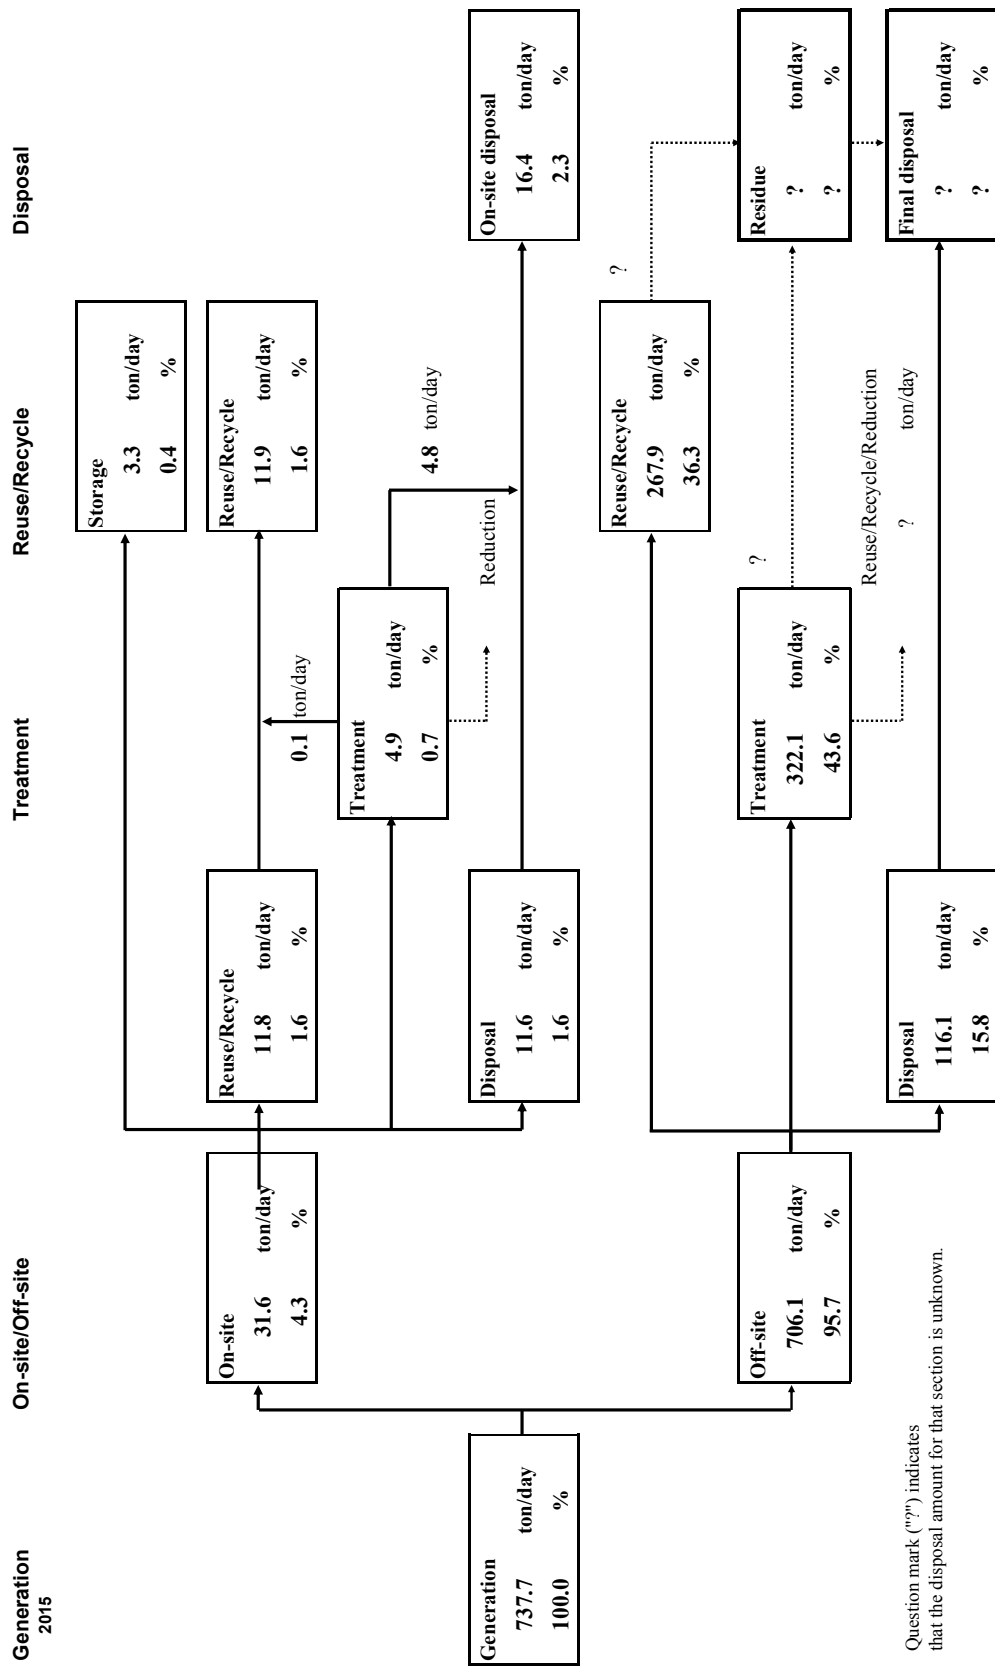 Generation
2015
On-site/Off-site
Treatment
Reuse/Recycle
Disposal
Generation
737.7 ton/day
100.0 %
On-site
31.6 ton/day
4.3 %
Off-site
706.1 ton/day
95.7 %
Reuse/Recycle
11.8 ton/day
1.6 %
Disposal
11.6 ton/day
1.6 %
Disposal
116.1 ton/day
15.8 %
0.1 ton/day
Treatment
4.9 ton/day
0.7 %
Reduction
Treatment
322.1 ton/day
43.6 %
?
Reuse/Recycle/Reduction
? ton/day
Storage
3.3 ton/day
0.4 %
Reuse/Recycle
11.9 ton/day
1.6 %
4.8 ton/day
Reuse/Recycle
267.9 ton/day
36.3 %
?
On-site disposal
16.4 ton/day
2.3 %
Residue
? ton/day
? %
Final disposal
? ton/day
? %
Question mark ("?") indicates
that the disposal amount for that section is unknown.